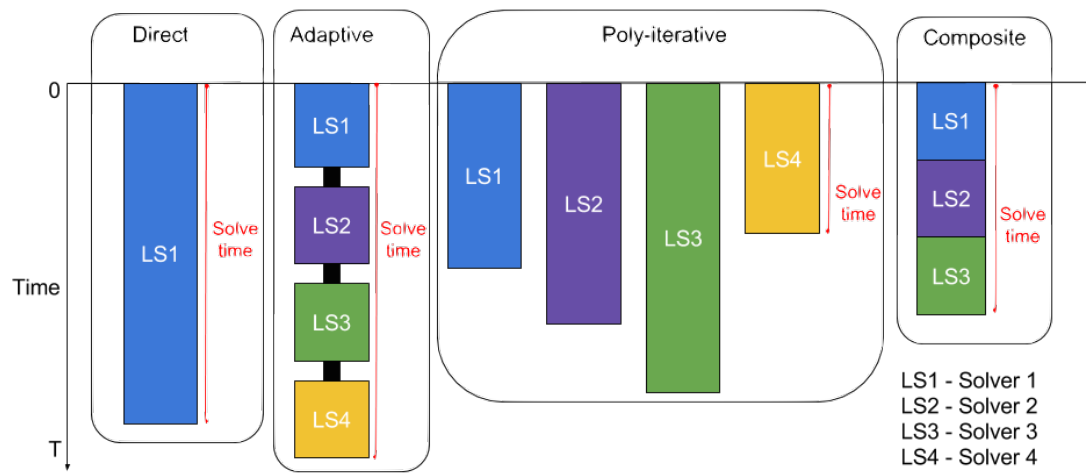 Direct
Adaptive
Poly-iterative
Composite
0
LS1
Solve
time
LS1
LS2
LS3
LS4
Solve
time
LS1
LS2
LS3
LS4
Solve
time
LS1
LS2
LS3
Solve
time
Time
T
LS1 - Solver 1
LS2 - Solver 2
LS3 - Solver 3
LS4 - Solver 4